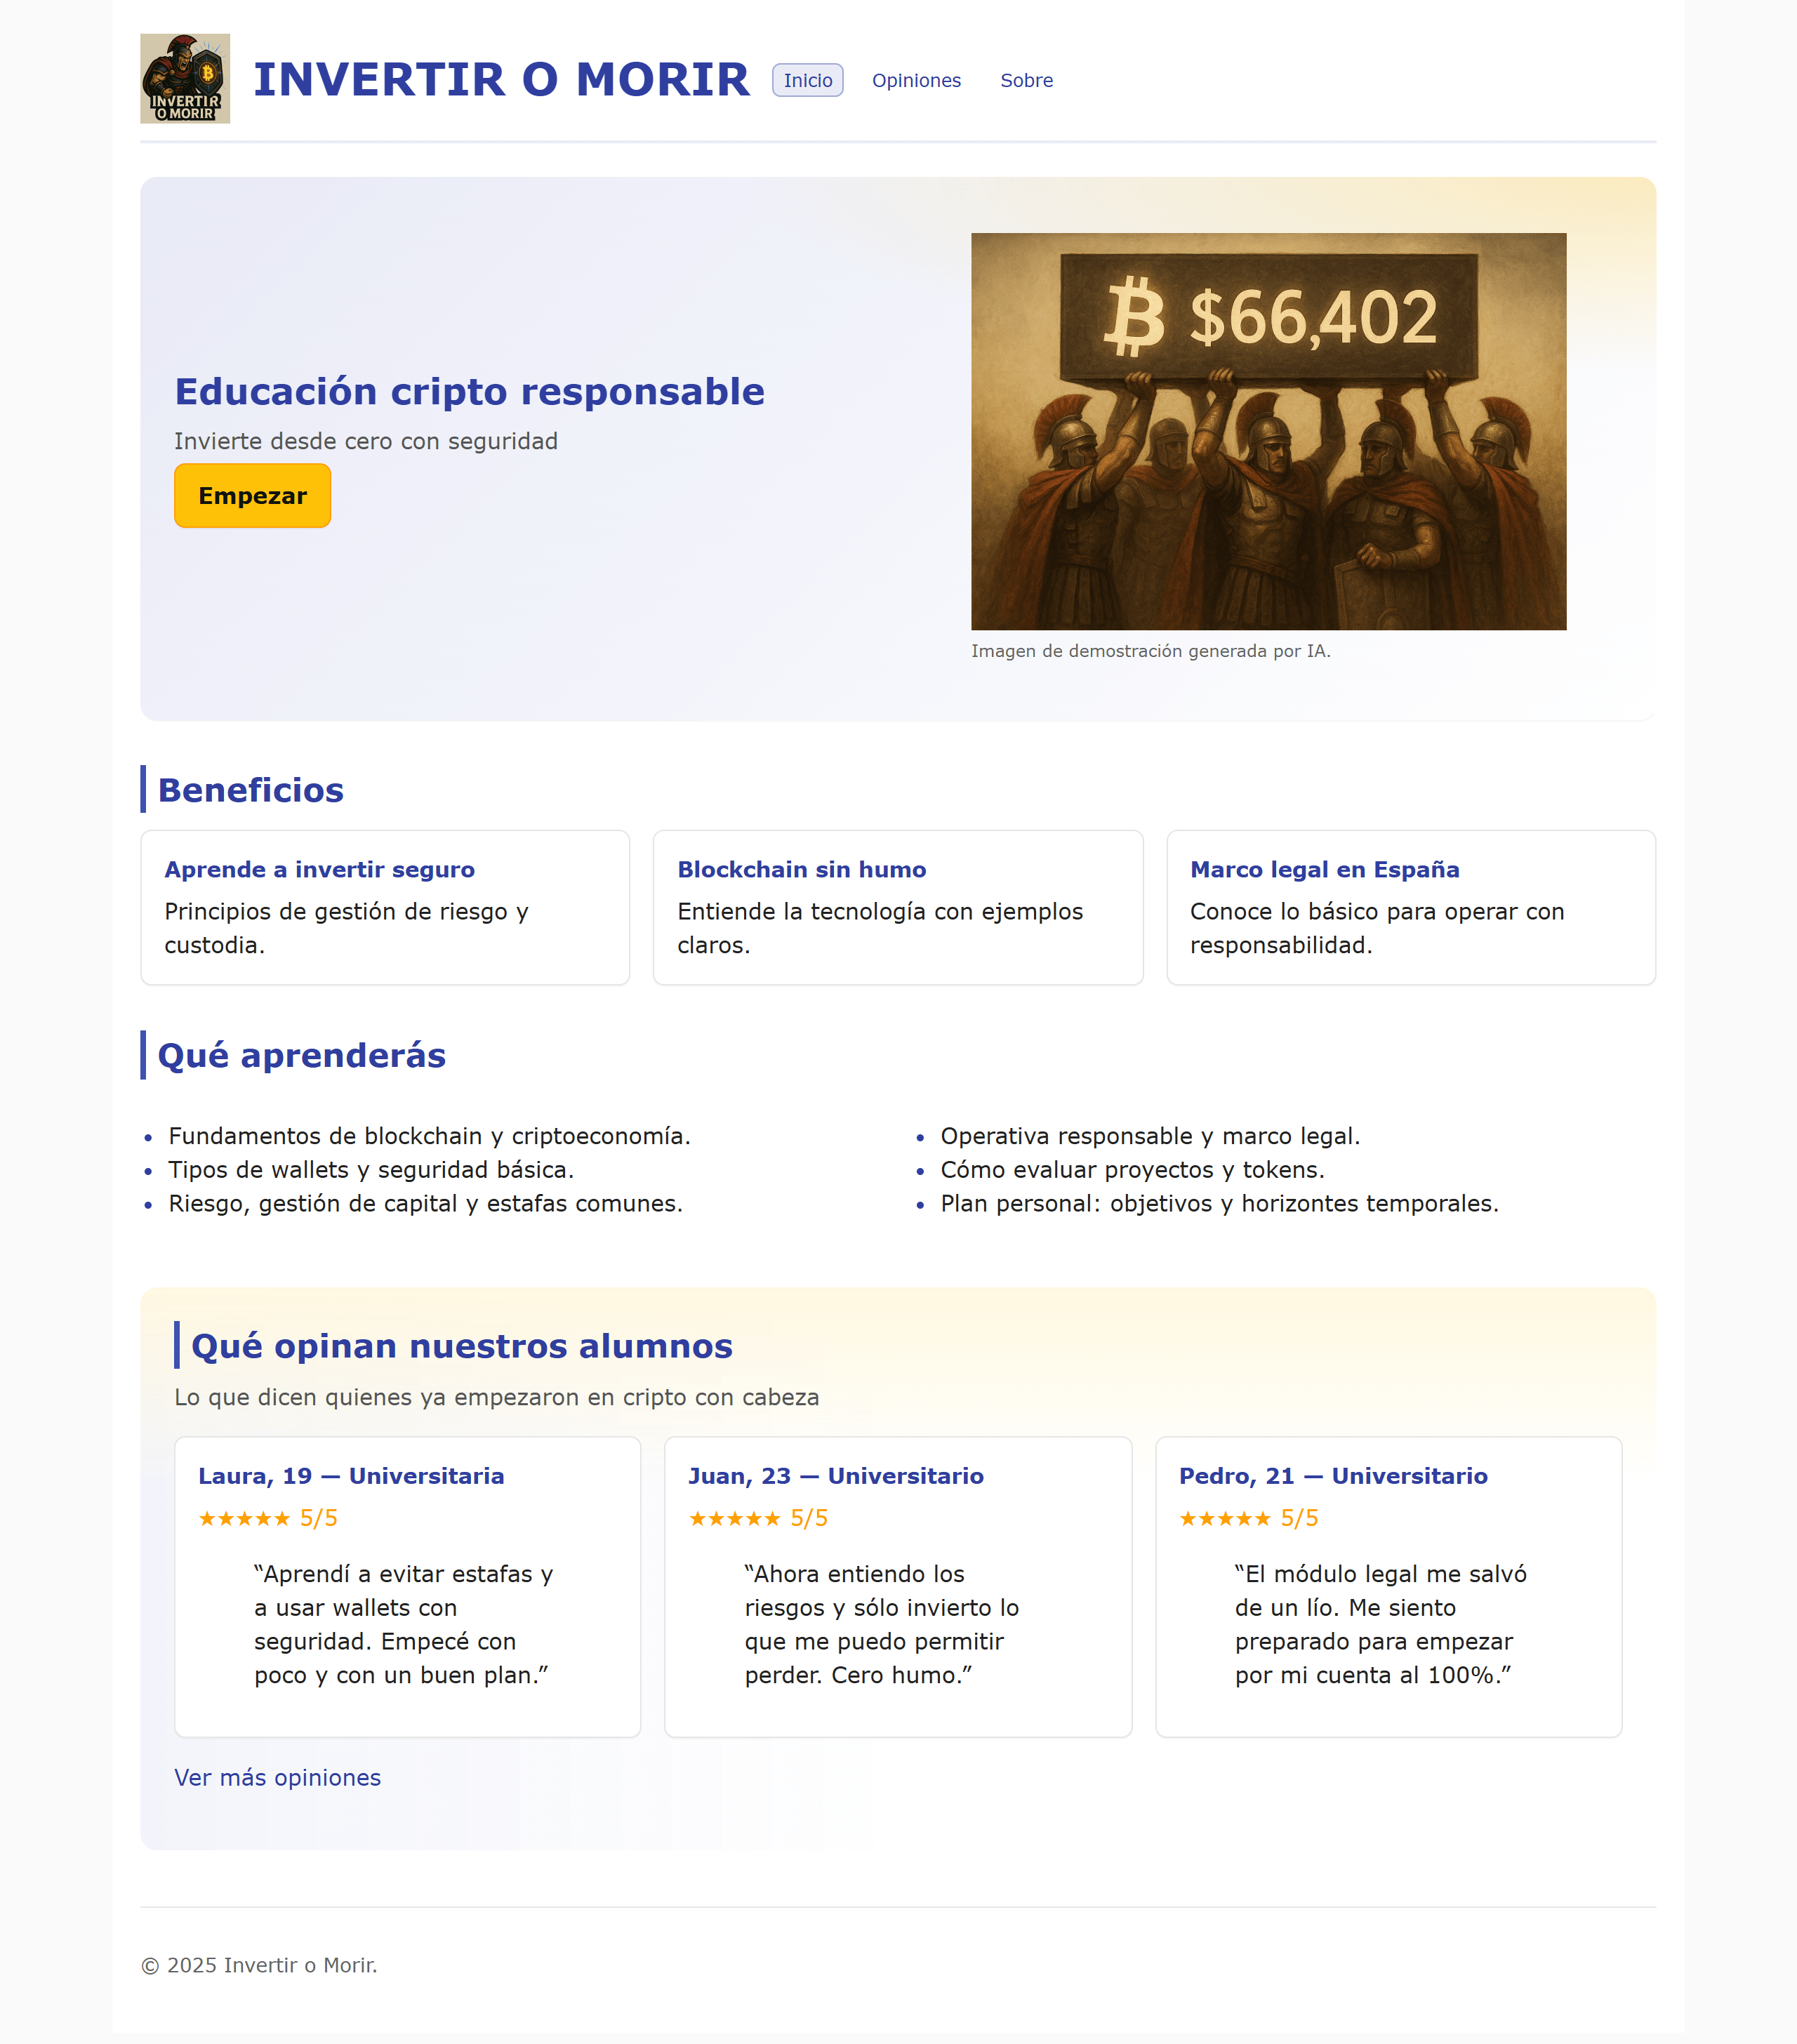 INVERTIR
O MORIR
INVERTIR O MORIR
Inicio
Opiniones
Sobre
Educación cripto responsable
Invierte desde cero con seguridad
Empezar
₿ $66,402
Imagen de demostración generada por IA.
Beneficios
Aprende a invertir seguro
Principios de gestión de riesgo y
custodia.
Blockchain sin humo
Entiende la tecnología con ejemplos
claros.
Marco legal en España
Conoce lo básico para operar con
responsabilidad.
Qué aprenderás
• Fundamentos de blockchain y criptoeconomía.
• Tipos de wallets y seguridad básica.
• Riesgo, gestión de capital y estafas comunes.
• Operativa responsable y marco legal.
• Cómo evaluar proyectos y tokens.
• Plan personal: objetivos y horizontes temporales.
Qué opinan nuestros alumnos
Lo que dicen quienes ya empezaron en cripto con cabeza
Laura, 19 — Universitaria
★★★★★ 5/5
“Aprendí a evitar estafas y
a usar wallets con
seguridad. Empecé con
poco y con un buen plan.”
Juan, 23 — Universitario
★★★★★ 5/5
“Ahora entiendo los
riesgos y sólo invierto lo
que me puedo permitir
perder. Cero humo.”
Pedro, 21 — Universitario
★★★★★ 5/5
“El módulo legal me salvó
de un lío. Me siento
preparado para empezar
por mi cuenta al 100%.”
Ver más opiniones
© 2025 Invertir o Morir.